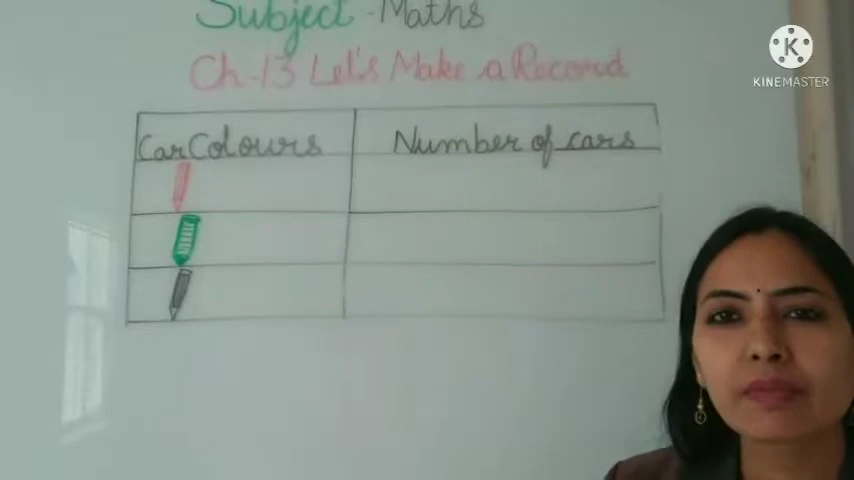 Subject - Maths
Ch-13 Let's Make a Record
Car Colours Number of cars
K
KINEMASTER